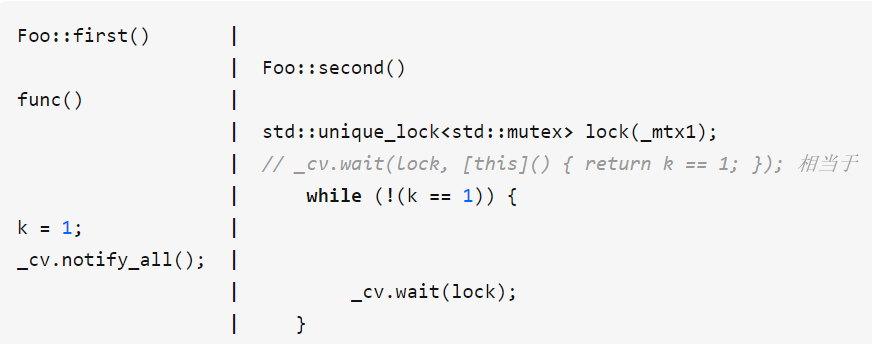 Foo::first() |
| Foo::second()
func() |
| std::unique_lock<std::mutex> lock(_mtx1);
| // _cv.wait(lock, [this]() { return k == 1; }); 相当于
| while (!(k == 1)) {
k = 1; |
_cv.notify_all(); |
| _cv.wait(lock);
| }